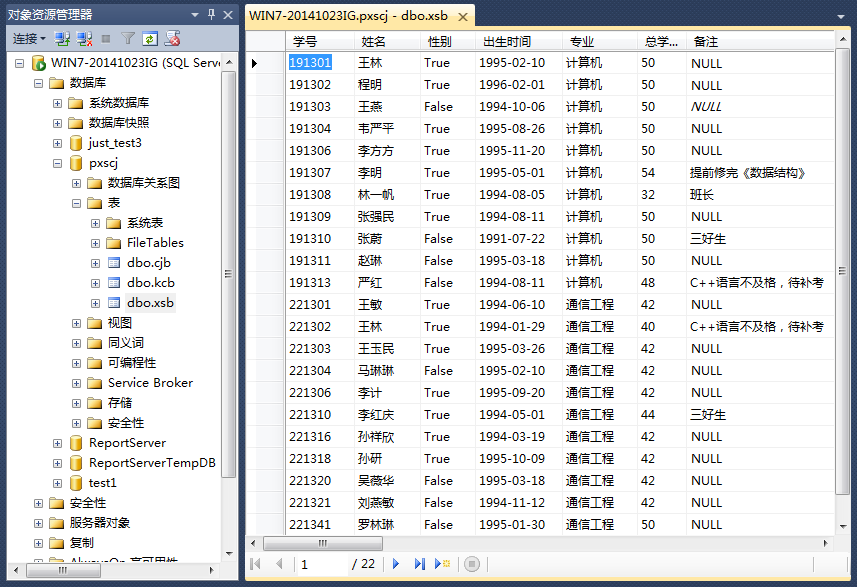 对象资源管理器
连接
WIN7-20141023IG (SQL Serve
数据库
系统数据库
数据库快照
just_test3
pxscj
数据库关系图
表
系统表
FileTables
dbo.cjb
dbo.kcb
dbo.xsb
视图
同义词
可编程性
Service Broker
存储
安全性
ReportServer
ReportServerTempDB
test1
安全性
服务器对象
复制
AlwaysOn 高可用性
WIN7-20141023IG.pxscj - dbo.xsb
学号 姓名 性别 出生时间 专业 总学... 备注
191301 王林 True 1995-02-10 计算机 50 NULL
191302 程明 True 1996-02-01 计算机 50 NULL
191303 王燕 False 1994-10-06 计算机 50 NULL
191304 韦严平 True 1995-08-26 计算机 50 NULL
191306 李方方 True 1995-11-20 计算机 50 NULL
191307 李明 True 1995-05-01 计算机 54 提前修完《数据结构》
191308 林一帆 True 1994-08-05 计算机 32 班长
191309 张强民 True 1994-08-11 计算机 50 NULL
191310 张蔚 False 1991-07-22 计算机 50 三好生
191311 赵琳 False 1995-03-18 计算机 50 NULL
191313 严红 False 1994-08-11 计算机 48 C++语言不及格，待补考
221301 王敏 True 1994-06-10 通信工程 42 NULL
221302 王林 True 1994-01-29 通信工程 40 C++语言不及格，待补考
221303 王玉民 True 1995-03-26 通信工程 42 NULL
221304 马琳琳 False 1995-02-10 通信工程 42 NULL
221306 李计 True 1995-09-20 通信工程 42 NULL
221310 李红庆 True 1994-05-01 通信工程 44 三好生
221316 孙祥欣 True 1994-03-19 通信工程 42 NULL
221318 孙研 True 1995-10-09 通信工程 42 NULL
221320 吴薇华 False 1995-03-18 通信工程 42 NULL
221321 刘燕敏 False 1994-11-12 通信工程 42 NULL
221341 罗林琳 False 1995-01-30 通信工程 50 NULL
1 / 22